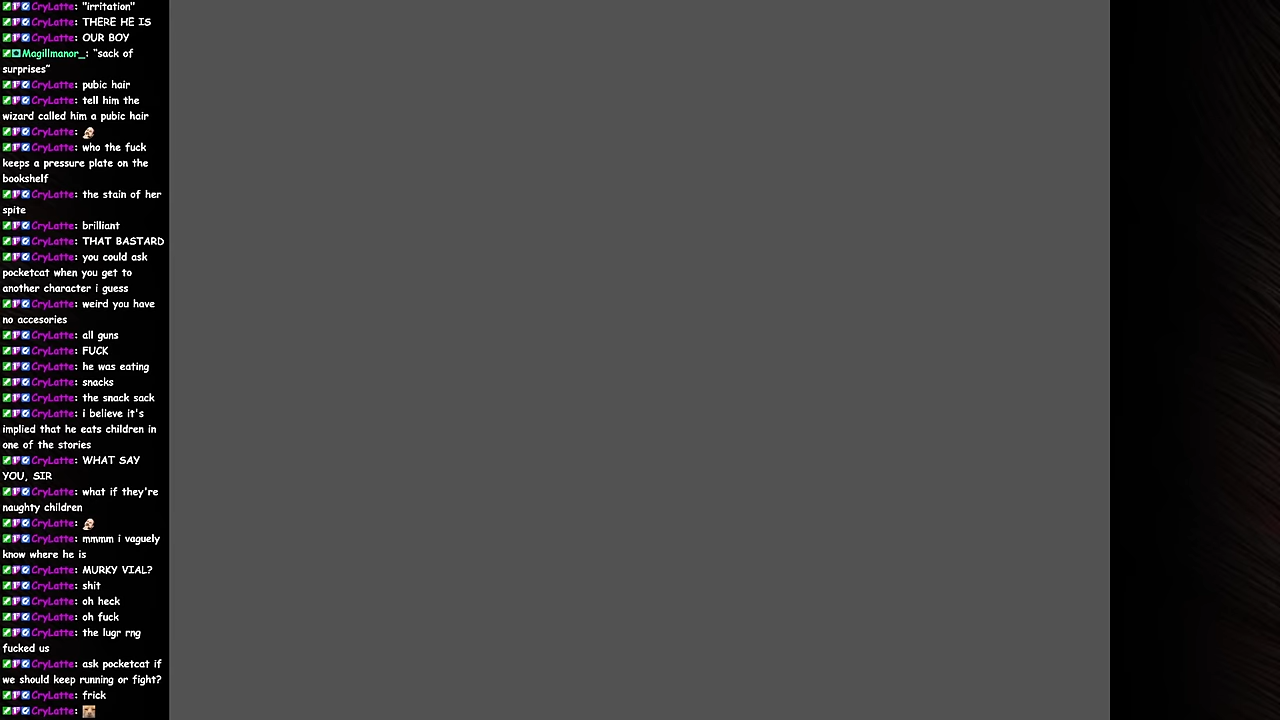 CryLatte: "irritation"
CryLatte: THERE HE IS
CryLatte: OUR BOY
Magillmanor_: "sack of
surprises"
CryLatte: pubic hair
CryLatte: tell him the
wizard called him a pubic hair
CryLatte:
CryLatte: who the fuck
keeps a pressure plate on the
bookshelf
CryLatte: the stain of her
spite
CryLatte: brilliant
CryLatte: THAT BASTARD
CryLatte: you could ask
pocketcat when you get to
another character i guess
CryLatte: weird you have
no accesories
CryLatte: all guns
CryLatte: FUCK
CryLatte: he was eating
CryLatte: snacks
CryLatte: the snack sack
CryLatte: i believe it's
implied that he eats children in
one of the stories
CryLatte: WHAT SAY
YOU, SIR
CryLatte: what if they're
naughty children
CryLatte:
CryLatte: mmmm i vaguely
know where he is
CryLatte: MURKY VIAL?
CryLatte: shit
CryLatte: oh heck
CryLatte: oh fuck
CryLatte: the lugr rng
fucked us
CryLatte: ask pocketcat if
we should keep running or fight?
CryLatte: frick
CryLatte: